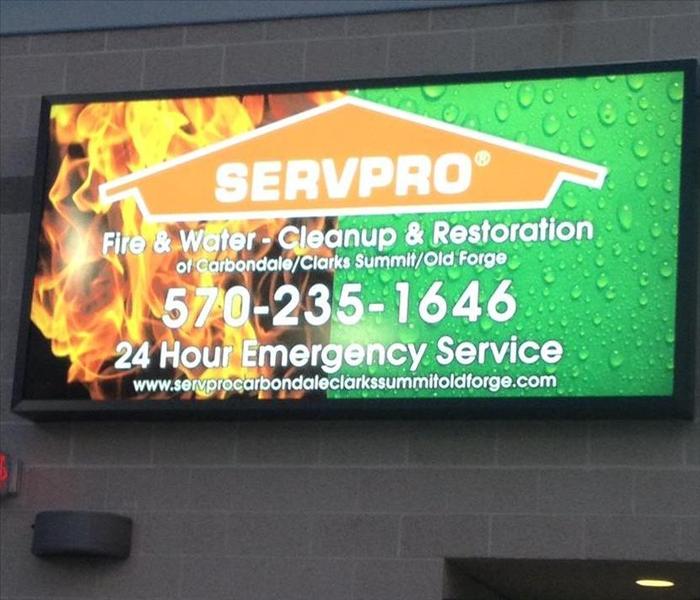 SERVPRO®
Fire & Water - Cleanup & Restoration
of Carbondale/Clarks Summit/Old Forge
570-235-1646
24 Hour Emergency Service
www.servprocarbondaleclarkssummitoldforge.com